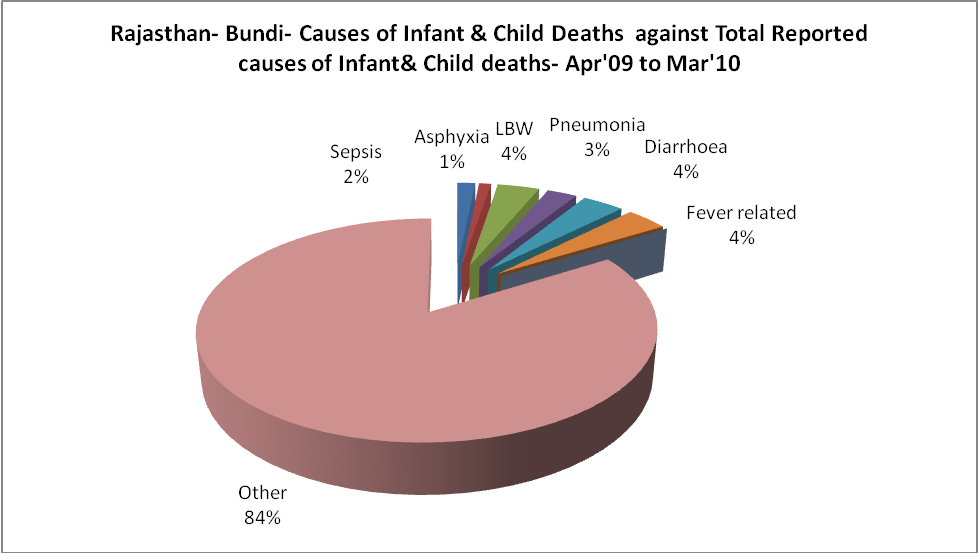 Rajasthan- Bundi- Causes of Infant & Child Deaths  against Total Reported
causes of Infant& Child deaths- Apr'09 to Mar'10
Sepsis
2%
Asphyxia
1%
LBW
4%
Pneumonia
3%
Diarrhoea
4%
Fever related
4%
Other
84%